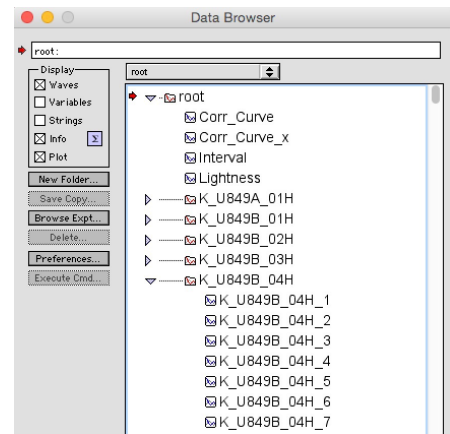 Data Browser
root:
Display
Waves
Variables
Strings
Info Σ
Plot
New Folder...
Save Copy...
Browse Expt...
Delete...
Preferences...
Execute Cmd...
root
root
Corr_Curve
Corr_Curve_x
Interval
Lightness
K_U849A_01H
K_U849B_01H
K_U849B_02H
K_U849B_03H
K_U849B_04H
K_U849B_04H_1
K_U849B_04H_2
K_U849B_04H_3
K_U849B_04H_4
K_U849B_04H_5
K_U849B_04H_6
K_U849B_04H_7